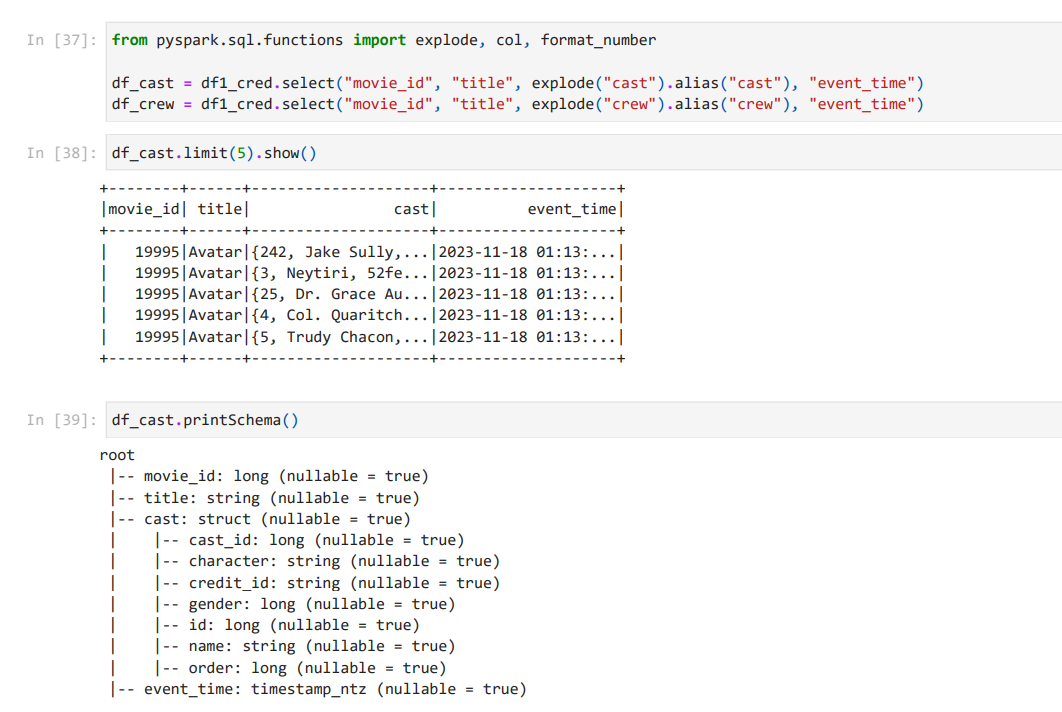 In [37]: from pyspark.sql.functions import explode, col, format_number
df_cast = df1_cred.select("movie_id", "title", explode("cast").alias("cast"), "event_time")
df_crew = df1_cred.select("movie_id", "title", explode("crew").alias("crew"), "event_time")
In [38]: df_cast.limit(5).show()
+--------+------+--------------------+--------------------+
|movie_id| title|                cast|          event_time|
+--------+------+--------------------+--------------------+
|   19995|Avatar|{242, Jake Sully,...|2023-11-18 01:13:...|
|   19995|Avatar|{3, Neytiri, 52fe...|2023-11-18 01:13:...|
|   19995|Avatar|{25, Dr. Grace Au...|2023-11-18 01:13:...|
|   19995|Avatar|{4, Col. Quaritch...|2023-11-18 01:13:...|
|   19995|Avatar|{5, Trudy Chacon,...|2023-11-18 01:13:...|
+--------+------+--------------------+--------------------+
In [39]: df_cast.printSchema()
root
 |-- movie_id: long (nullable = true)
 |-- title: string (nullable = true)
 |-- cast: struct (nullable = true)
 |    |-- cast_id: long (nullable = true)
 |    |-- character: string (nullable = true)
 |    |-- credit_id: string (nullable = true)
 |    |-- gender: long (nullable = true)
 |    |-- id: long (nullable = true)
 |    |-- name: string (nullable = true)
 |    |-- order: long (nullable = true)
 |-- event_time: timestamp_ntz (nullable = true)